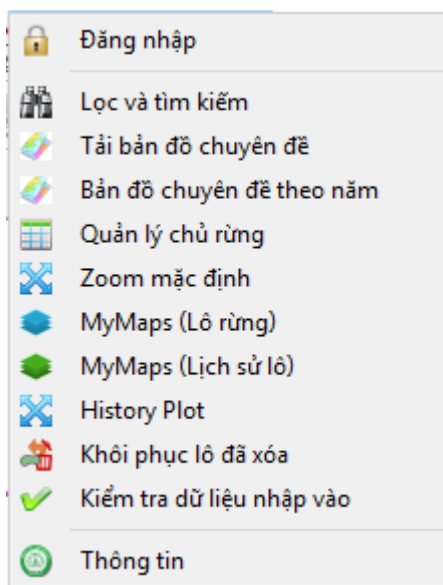 Đăng nhập
Lọc và tìm kiếm
Tải bản đồ chuyên đề
Bản đồ chuyên đề theo năm
Quản lý chủ rừng
Zoom mặc định
MyMaps (Lô rừng)
MyMaps (Lịch sử lô)
History Plot
Khôi phục lô đã xóa
Kiểm tra dữ liệu nhập vào
Thông tin